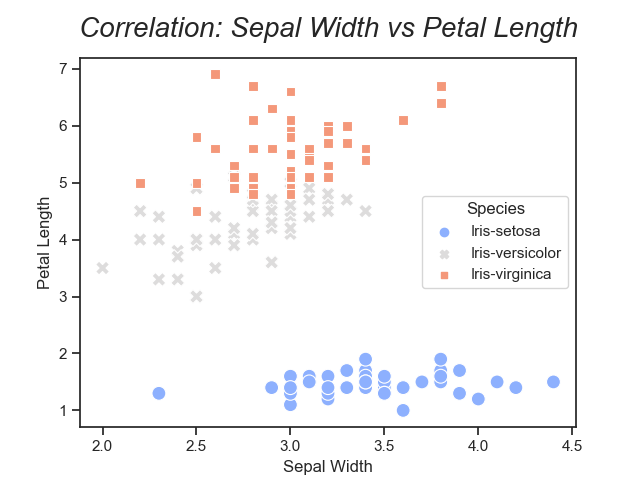 Correlation: Sepal Width vs Petal Length
7
6
5
4
3
2
1
Petal Length
Species
Iris-setosa
Iris-versicolor
Iris-virginica
2.0 2.5 3.0 3.5 4.0 4.5
Sepal Width